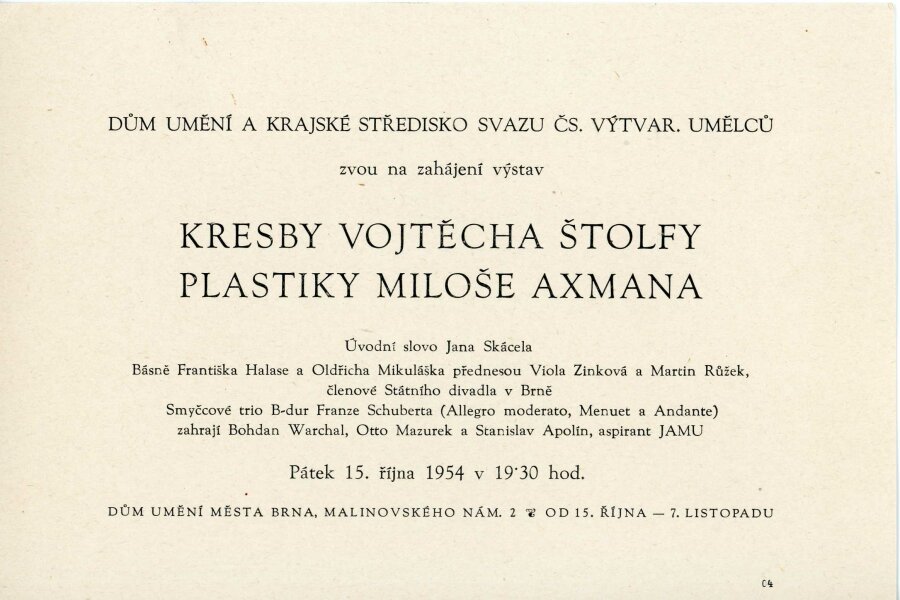 DŮM UMĚNÍ A KRAJSKÉ STŘEDISKO SVAZU ČS. VÝTVAR. UMĚLCŮ
zvou na zahájení výstav
KRESBY VOJTĚCHA ŠTOLFY
PLASTIKY MILOŠE AXMANA
Úvodní slovo Jana Skácela
Básně Františka Halase a Oldřicha Mikuláška přednesou Viola Zinková a Martin Růžek,
členové Státního divadla v Brně
Smyčcové trio B-dur Franze Schuberta (Allegro moderato, Menuet a Andante)
zahrají Bohdan Warchal, Otto Mazurek a Stanislav Apolín, aspirant JAMU
Pátek 15. října 1954 v 19·30 hod.
DŮM UMĚNÍ MĚSTA BRNA, MALINOVSKÉHO NÁM. 2 ❦ OD 15. ŘÍJNA — 7. LISTOPADU
04